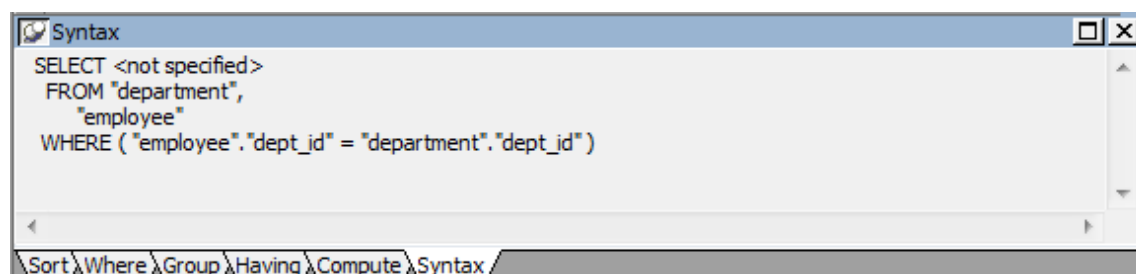 Syntax
SELECT <not specified>
FROM "department",
"employee"
WHERE ( "employee"."dept_id" = "department"."dept_id" )
Sort Where Group Having Compute Syntax